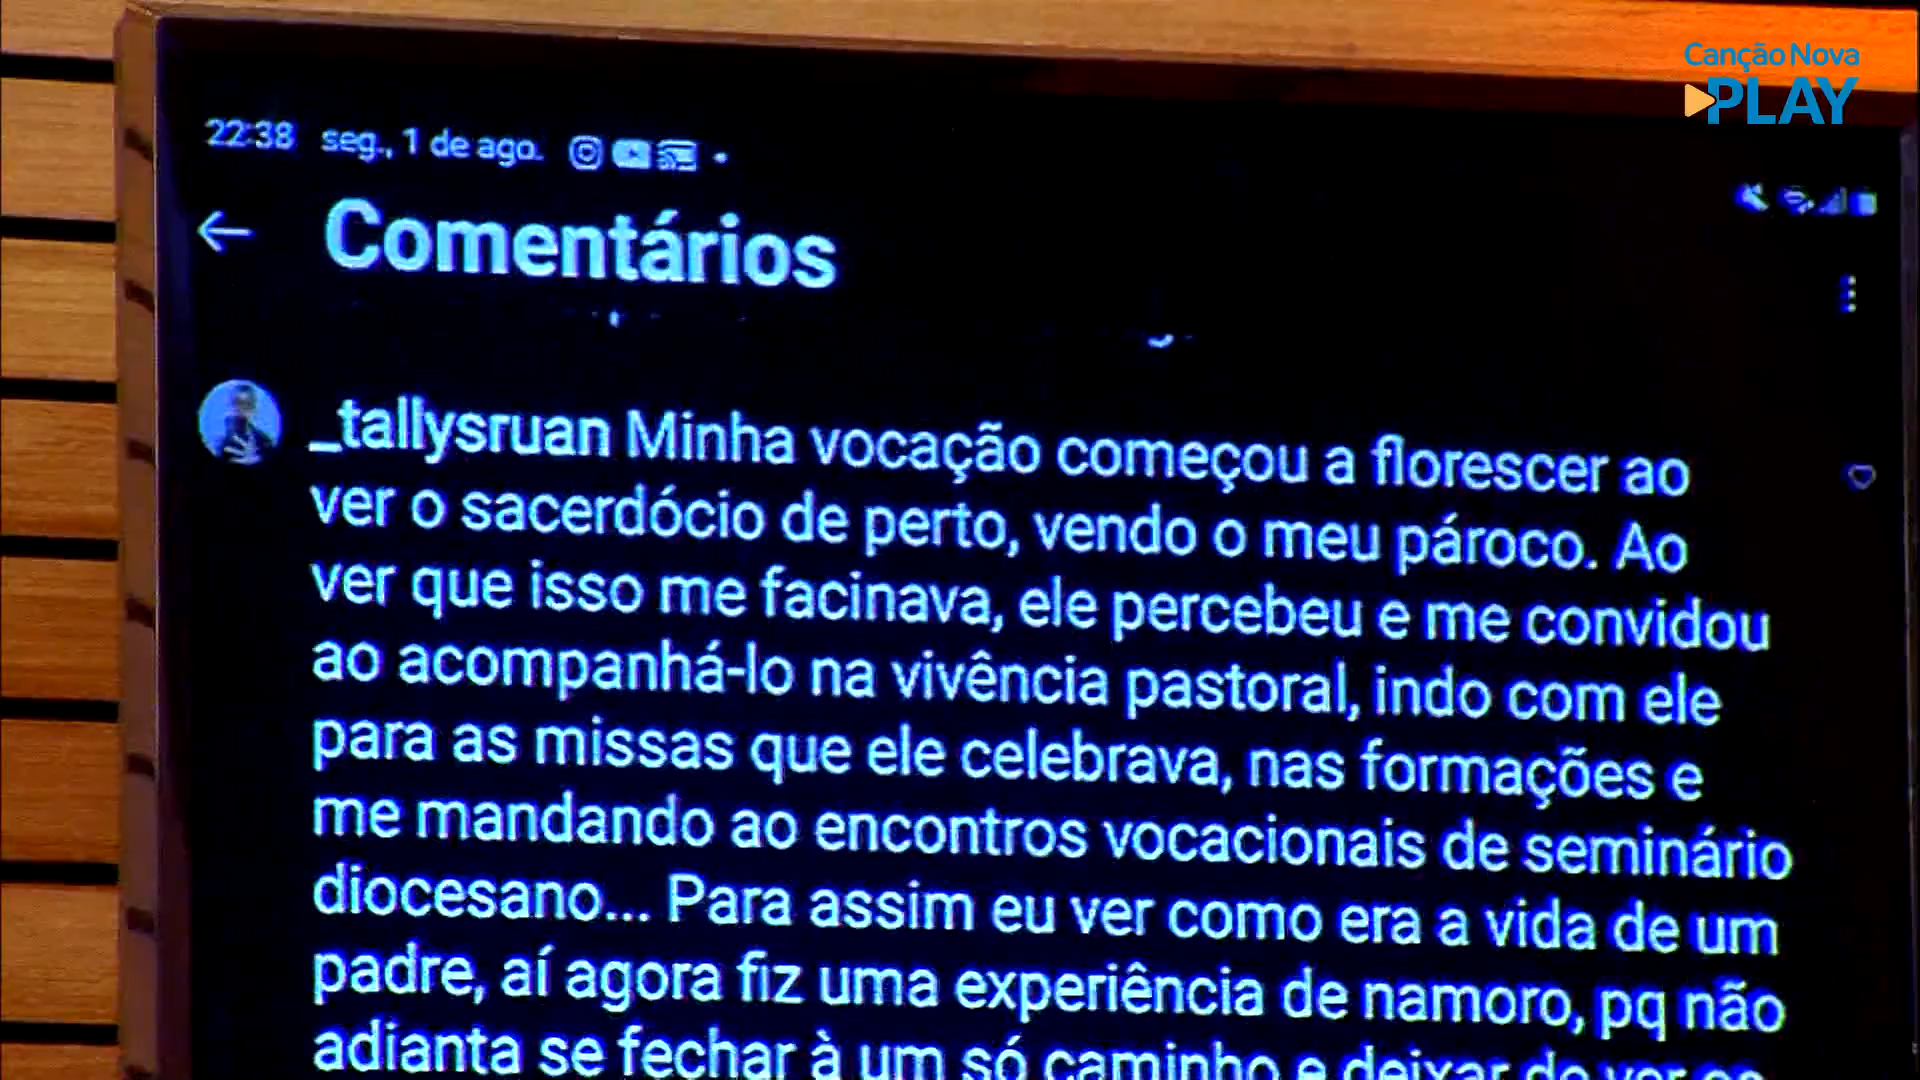 Canção Nova
PLAY
22:38 seg., 1 de ago.
Comentários
_tallysruan Minha vocação começou a florescer ao
ver o sacerdócio de perto, vendo o meu pároco. Ao
ver que isso me facinava, ele percebeu e me convidou
ao acompanhá-lo na vivência pastoral, indo com ele
para as missas que ele celebrava, nas formações e
me mandando ao encontros vocacionais de seminário
diocesano... Para assim eu ver como era a vida de um
padre, aí agora fiz uma experiência de namoro, pq não
adianta se fechar à um só caminho e deixar de ver os